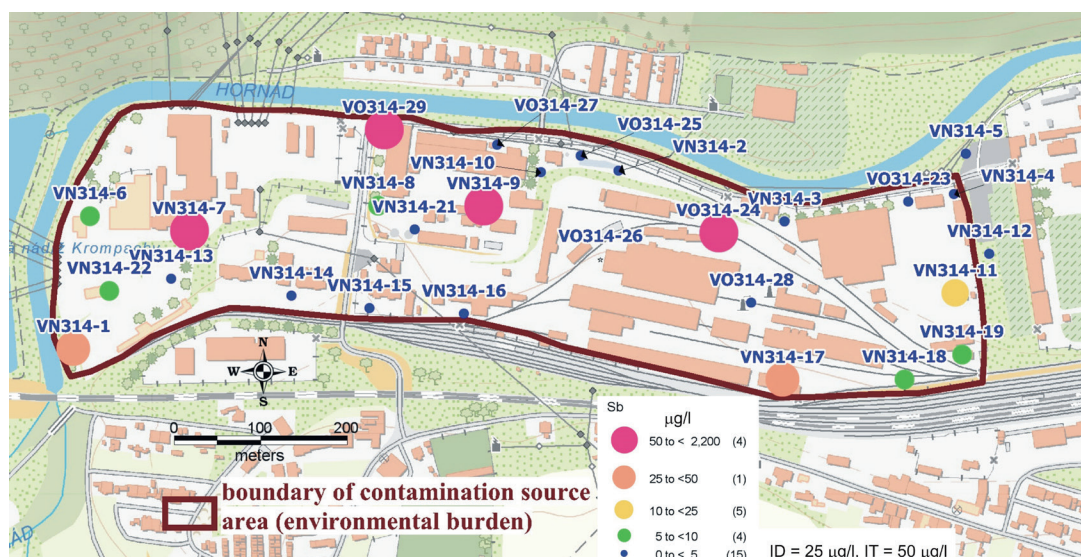 HORNÁD
VO314-29
VO314-27
VO314-25
VN314-2
VN314-5
VN314-10
VN314-8
VN314-9
VO314-23
VN314-4
VN314-6
VN314-7
VN314-21
VO314-24
VN314-3
VO314-26
VN314-12
VN314-13
VN314-11
VN314-22
VN314-14
VN314-15
VN314-16
VO314-28
VN314-1
VN314-19
VN314-17
VN314-18
N
W E
S
0 100 200
meters
boundary of contamination source
area (environmental burden)
Sb
µg/l
50 to < 2,200 (4)
25 to <50 (1)
10 to <25 (5)
5 to <10 (4)
0 to < 5 (15)
ID = 25 µg/l, IT = 50 µg/l